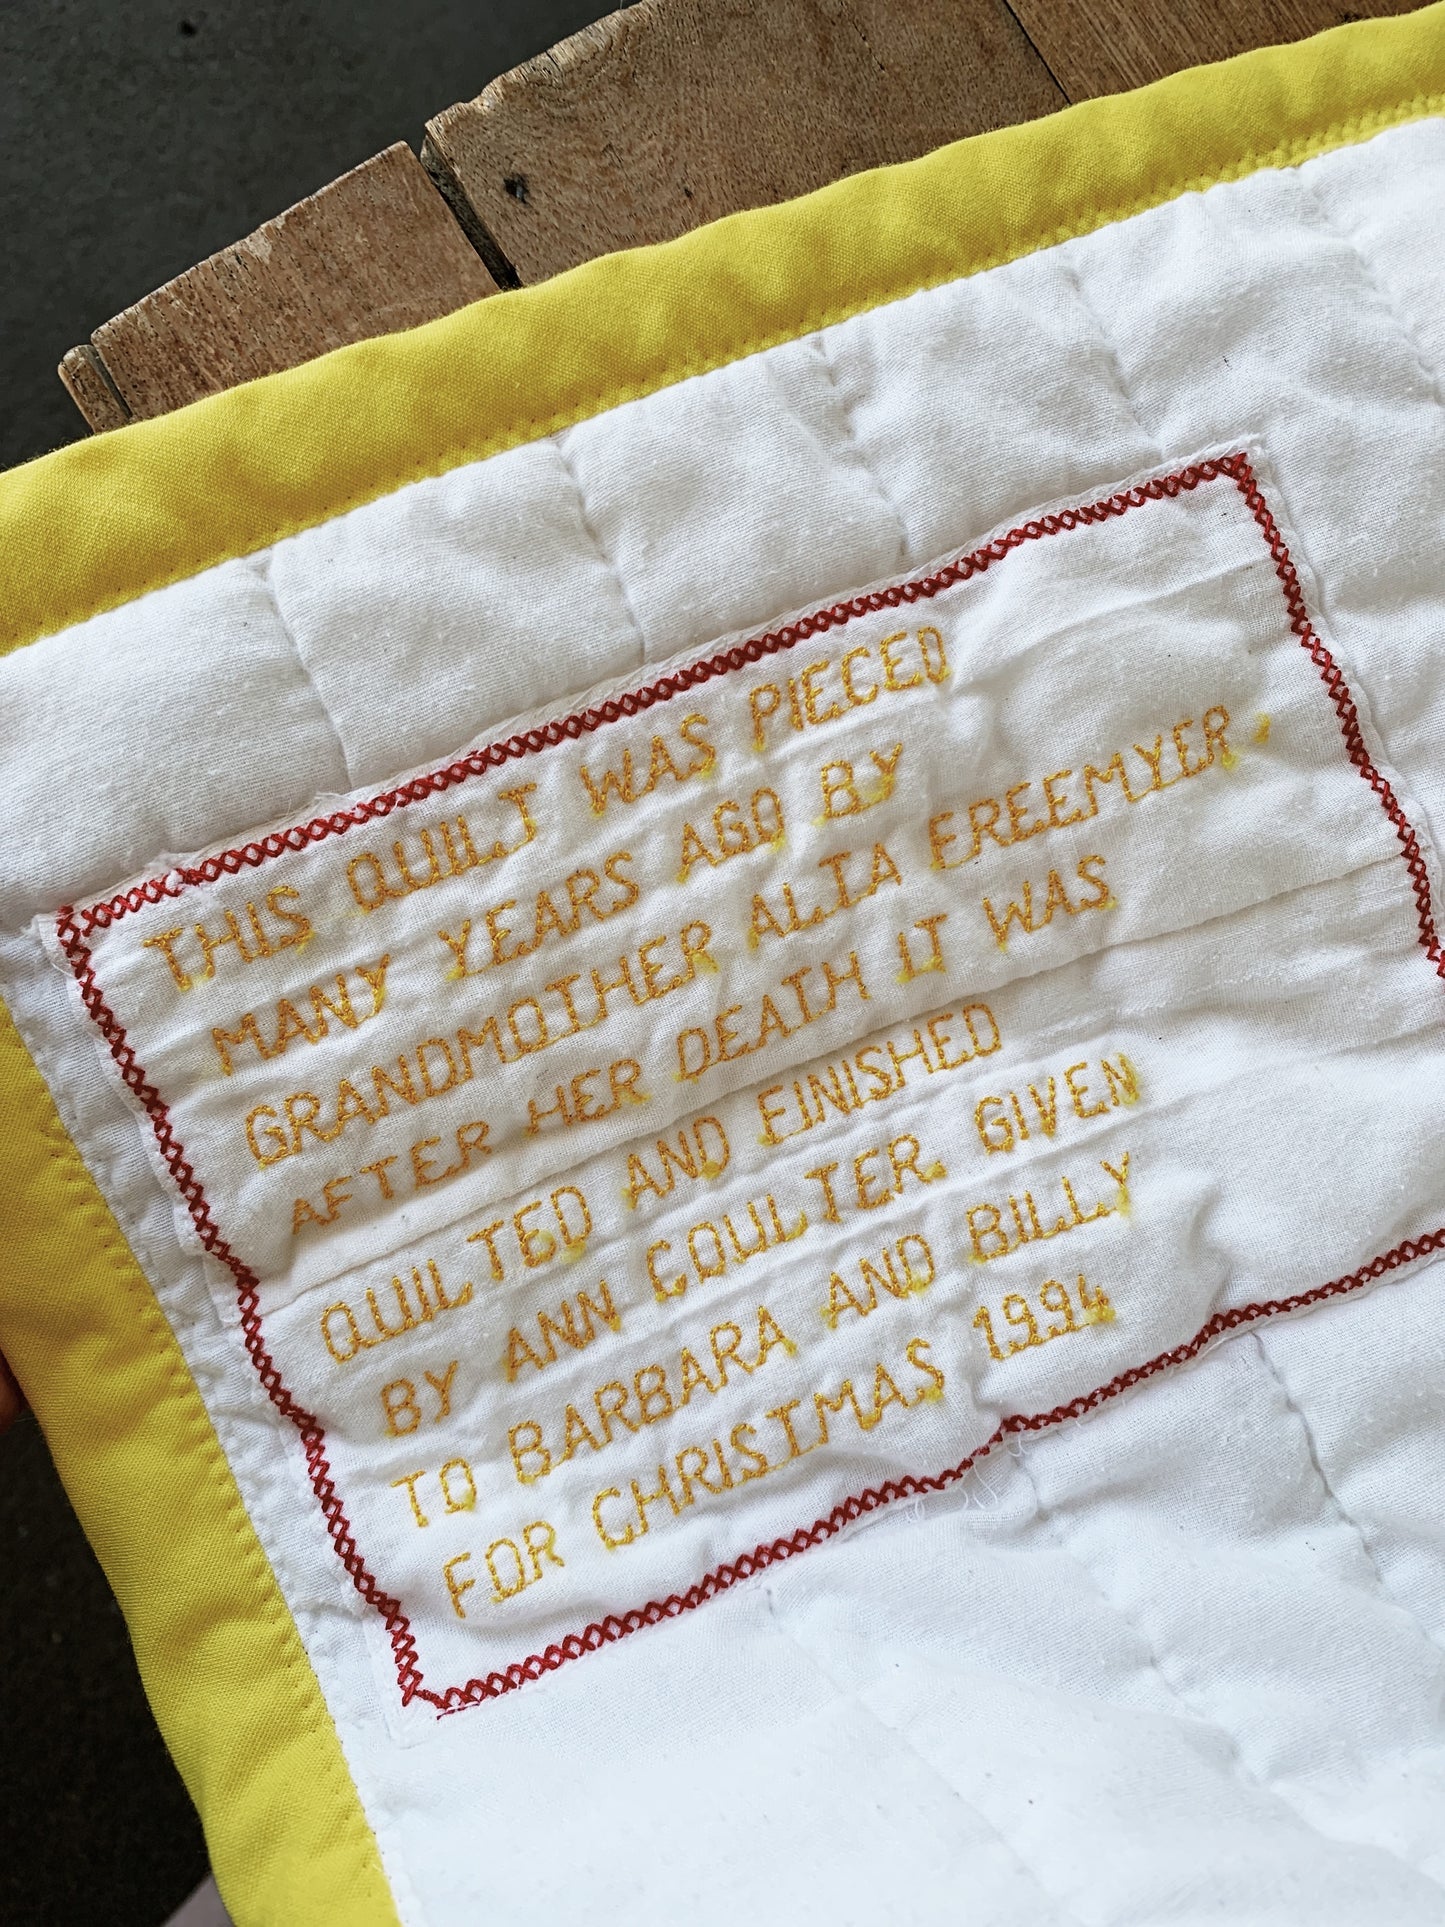 THIS QUILT WAS PIECED
MANY YEARS AGO BY
GRANDMOTHER ALTA FREEMYER.
AFTER HER DEATH IT WAS
QUILTED AND FINISHED
BY ANN COULTER. GIVEN
TO BARBARA AND BILLY
FOR CHRISTMAS 1994